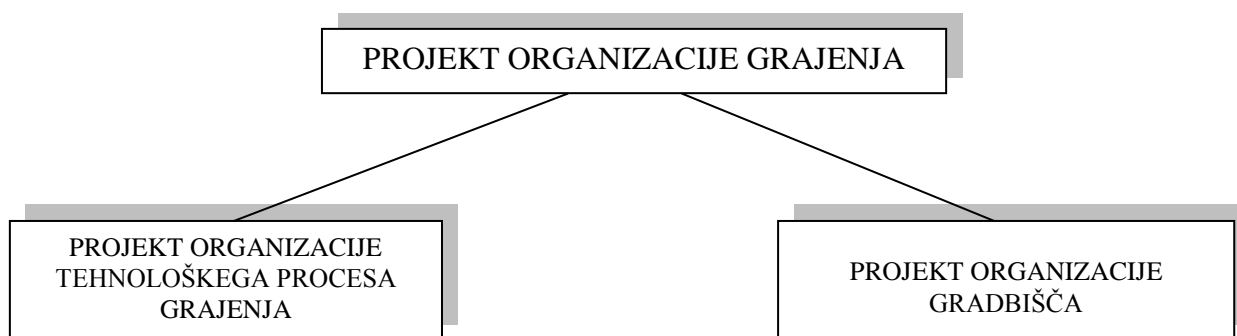 PROJEKT ORGANIZACIJE GRAJENJA
PROJEKT ORGANIZACIJE
TEHNOLOŠKEGA PROCESA
GRAJENJA
PROJEKT ORGANIZACIJE
GRADBIŠČA